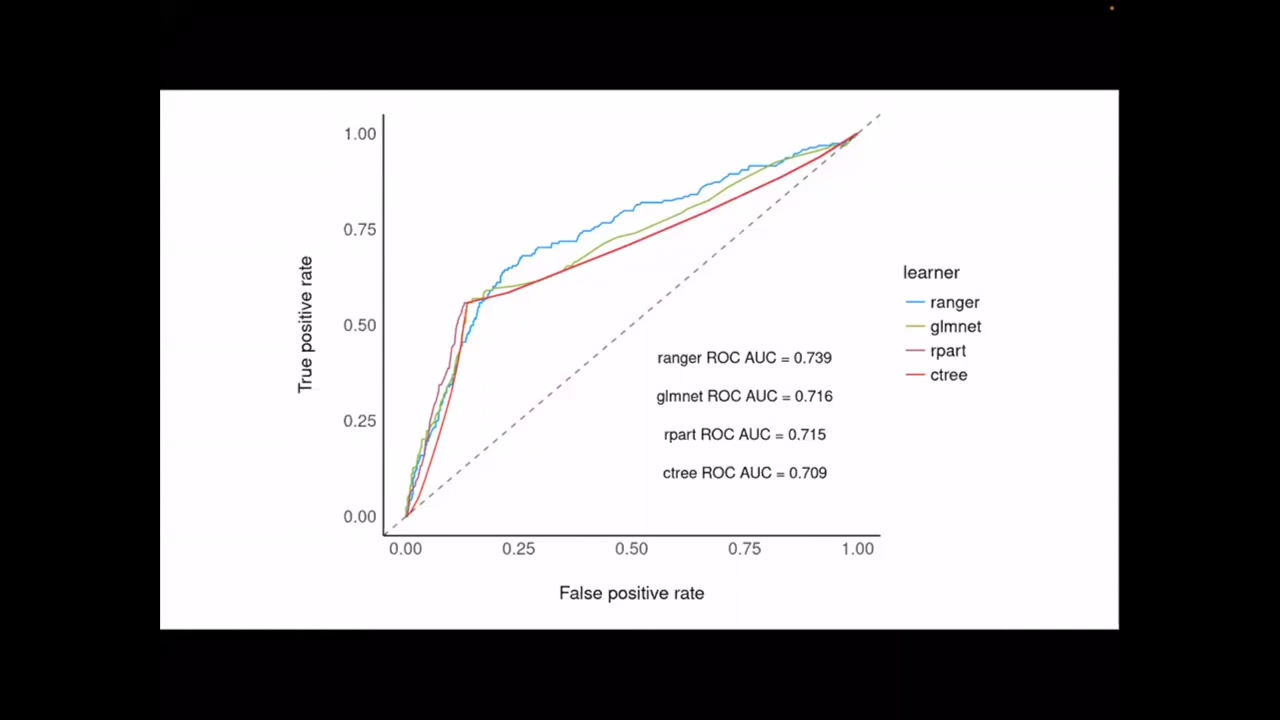 1.00
0.75
0.50
0.25
0.00
True positive rate
0.00 0.25 0.50 0.75 1.00
False positive rate
ranger ROC AUC = 0.739
glmnet ROC AUC = 0.716
rpart ROC AUC = 0.715
ctree ROC AUC = 0.709
learner
ranger
glmnet
rpart
ctree